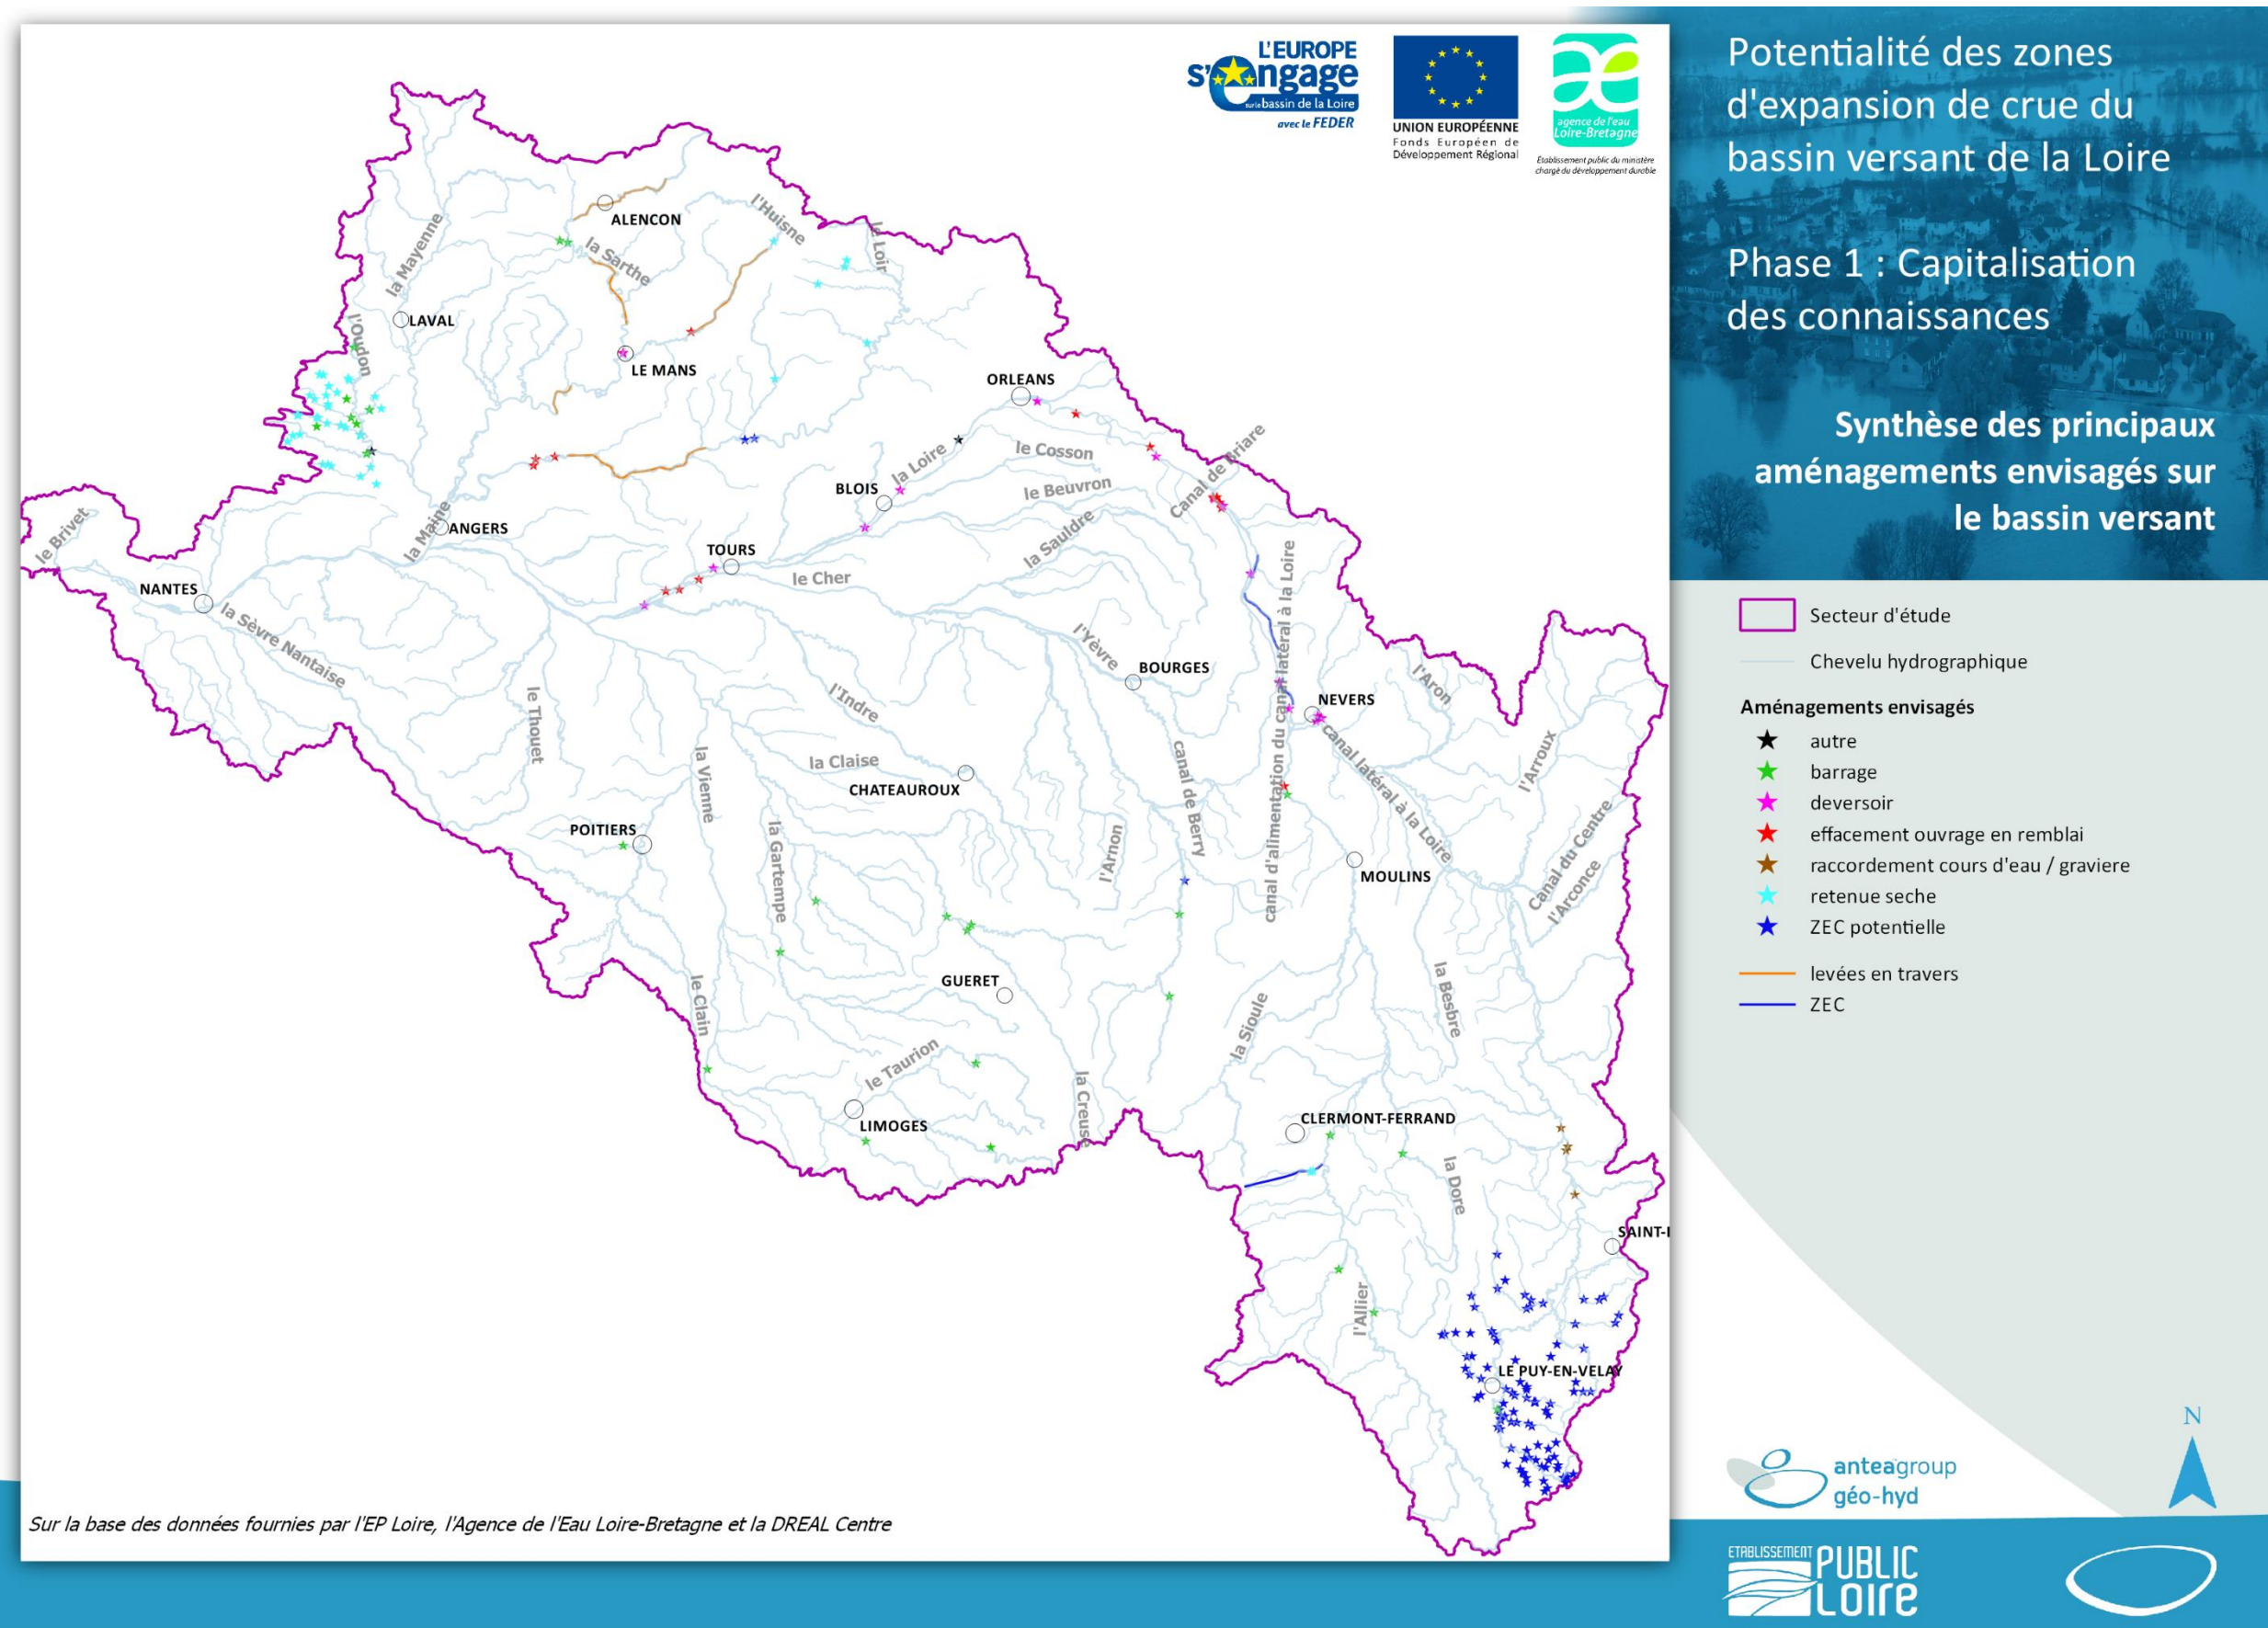 L'EUROPE
s'engage
sur le bassin de la Loire
avec le FEDER
UNION EUROPÉENNE
Fonds Européen de
Développement Régional
agence de l'eau
Loire-Bretagne
Établissement public du ministère
chargé du développement durable
Potentialité des zones
d'expansion de crue du
bassin versant de la Loire
Phase 1 : Capitalisation
des connaissances
Synthèse des principaux
aménagements envisagés sur
le bassin versant
Secteur d'étude
Chevelu hydrographique
Aménagements envisagés
autre
barrage
deversoir
effacement ouvrage en remblai
raccordement cours d'eau / graviere
retenue seche
ZEC potentielle
levées en travers
ZEC
ALENCON
l'Huisne
le Loir
la Mayenne
la Sarthe
LAVAL
l'Oudon
LE MANS
ORLEANS
le Cosson
la Loire
Canal de Briare
BLOIS
le Beuvron
la Sauldre
le Brivet
la Maine
ANGERS
TOURS
le Cher
NANTES
la Sèvre Nantaise
l'Yèvre
BOURGES
canal d'alimentation du canal latéral à la Loire
l'Aron
NEVERS
le Thouet
l'Indre
la Vienne
la Claise
CHATEAUROUX
canal de Berry
canal latéral à la Loire
l'Arroux
POITIERS
la Gartempe
l'Arnon
MOULINS
Canal du Centre
l'Arconce
GUERET
le Clain
la Sioule
la Besbre
le Taurion
la Creuse
LIMOGES
CLERMONT-FERRAND
la Dore
SAINT-
l'Allier
LE PUY-EN-VELAY
Sur la base des données fournies par l'EP Loire, l'Agence de l'Eau Loire-Bretagne et la DREAL Centre
anteagroup
géo-hyd
N
ETABLISSEMENT PUBLIC
LOIRE